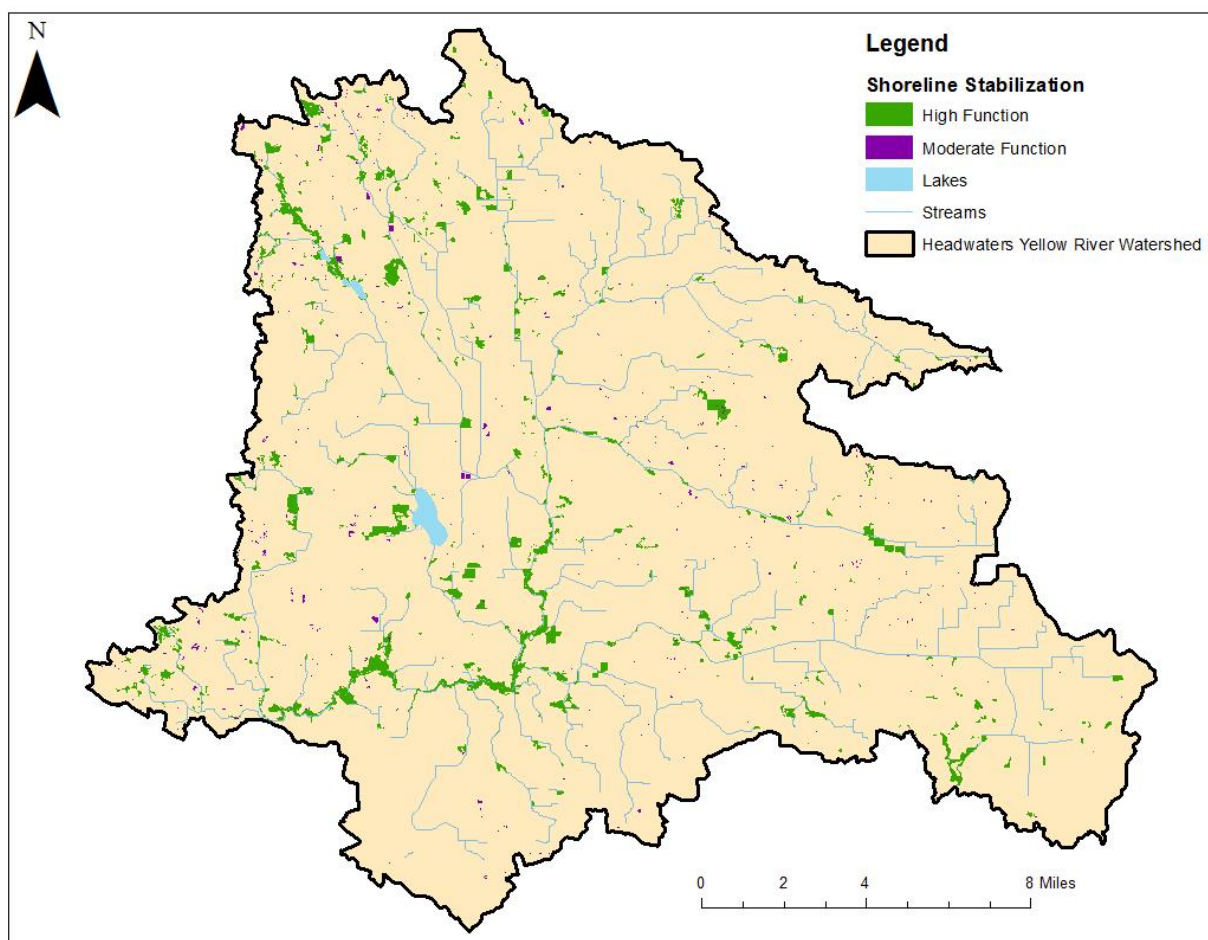 N
Legend
Shoreline Stabilization
High Function
Moderate Function
Lakes
Streams
Headwaters Yellow River Watershed
0 2 4 8 Miles